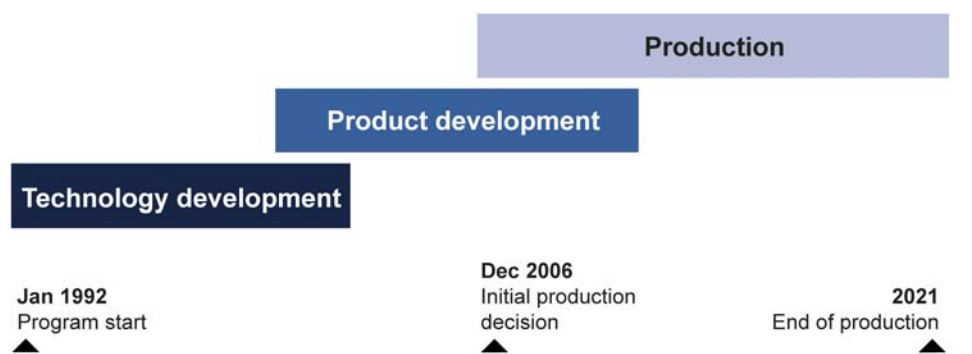 Production
Product development
Technology development
Jan 1992
Program start
Dec 2006
Initial production
decision
2021
End of production